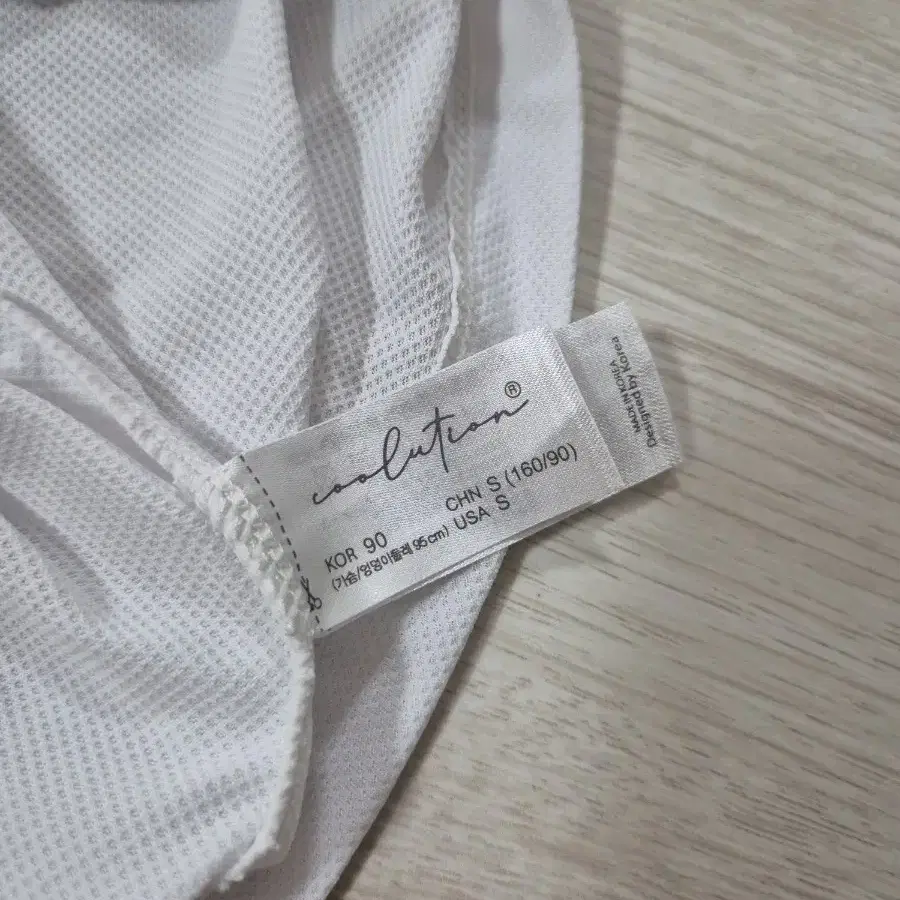 coolution®
KOR 90
CHN S (160/90)
(가슴/엉덩이둘레 95cm)
USA S
MADE IN KOREA
Designed by Korea